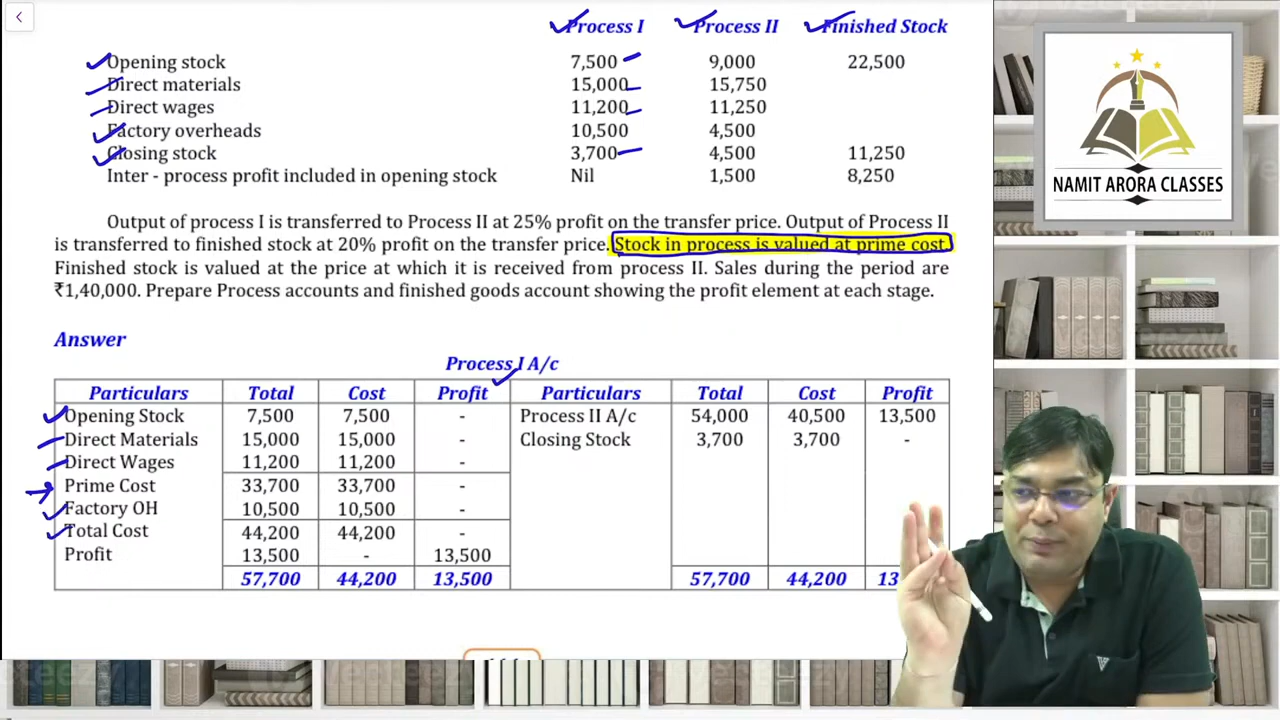 Process I Process II Finished Stock
Opening stock 7,500 9,000 22,500
Direct materials 15,000 15,750
Direct wages 11,200 11,250
Factory overheads 10,500 4,500
Closing stock 3,700 4,500 11,250
Inter - process profit included in opening stock Nil 1,500 8,250
Output of process I is transferred to Process II at 25% profit on the transfer price. Output of Process II
is transferred to finished stock at 20% profit on the transfer price. Stock in process is valued at prime cost.
Finished stock is valued at the price at which it is received from process II. Sales during the period are
₹1,40,000. Prepare Process accounts and finished goods account showing the profit element at each stage.
Answer
Process I A/c
Particulars Total Cost Profit Particulars Total Cost Profit
Opening Stock 7,500 7,500 - Process II A/c 54,000 40,500 13,500
Direct Materials 15,000 15,000 - Closing Stock 3,700 3,700 -
Direct Wages 11,200 11,200 -
Prime Cost 33,700 33,700 -
Factory OH 10,500 10,500 -
Total Cost 44,200 44,200 -
Profit 13,500 - 13,500
57,700 44,200 13,500 57,700 44,200
NAMIT ARORA CLASSES